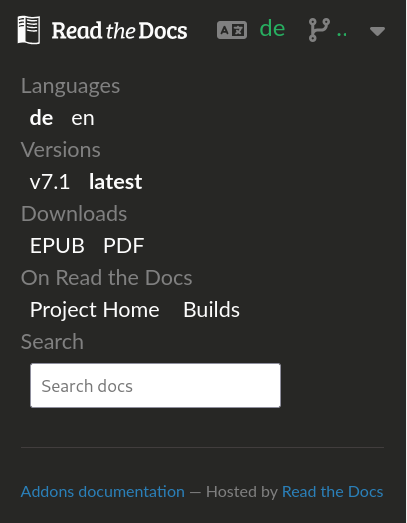 Read the Docs de ..
Languages
de en
Versions
v7.1 latest
Downloads
EPUB PDF
On Read the Docs
Project Home Builds
Search
Search docs
Addons documentation — Hosted by Read the Docs